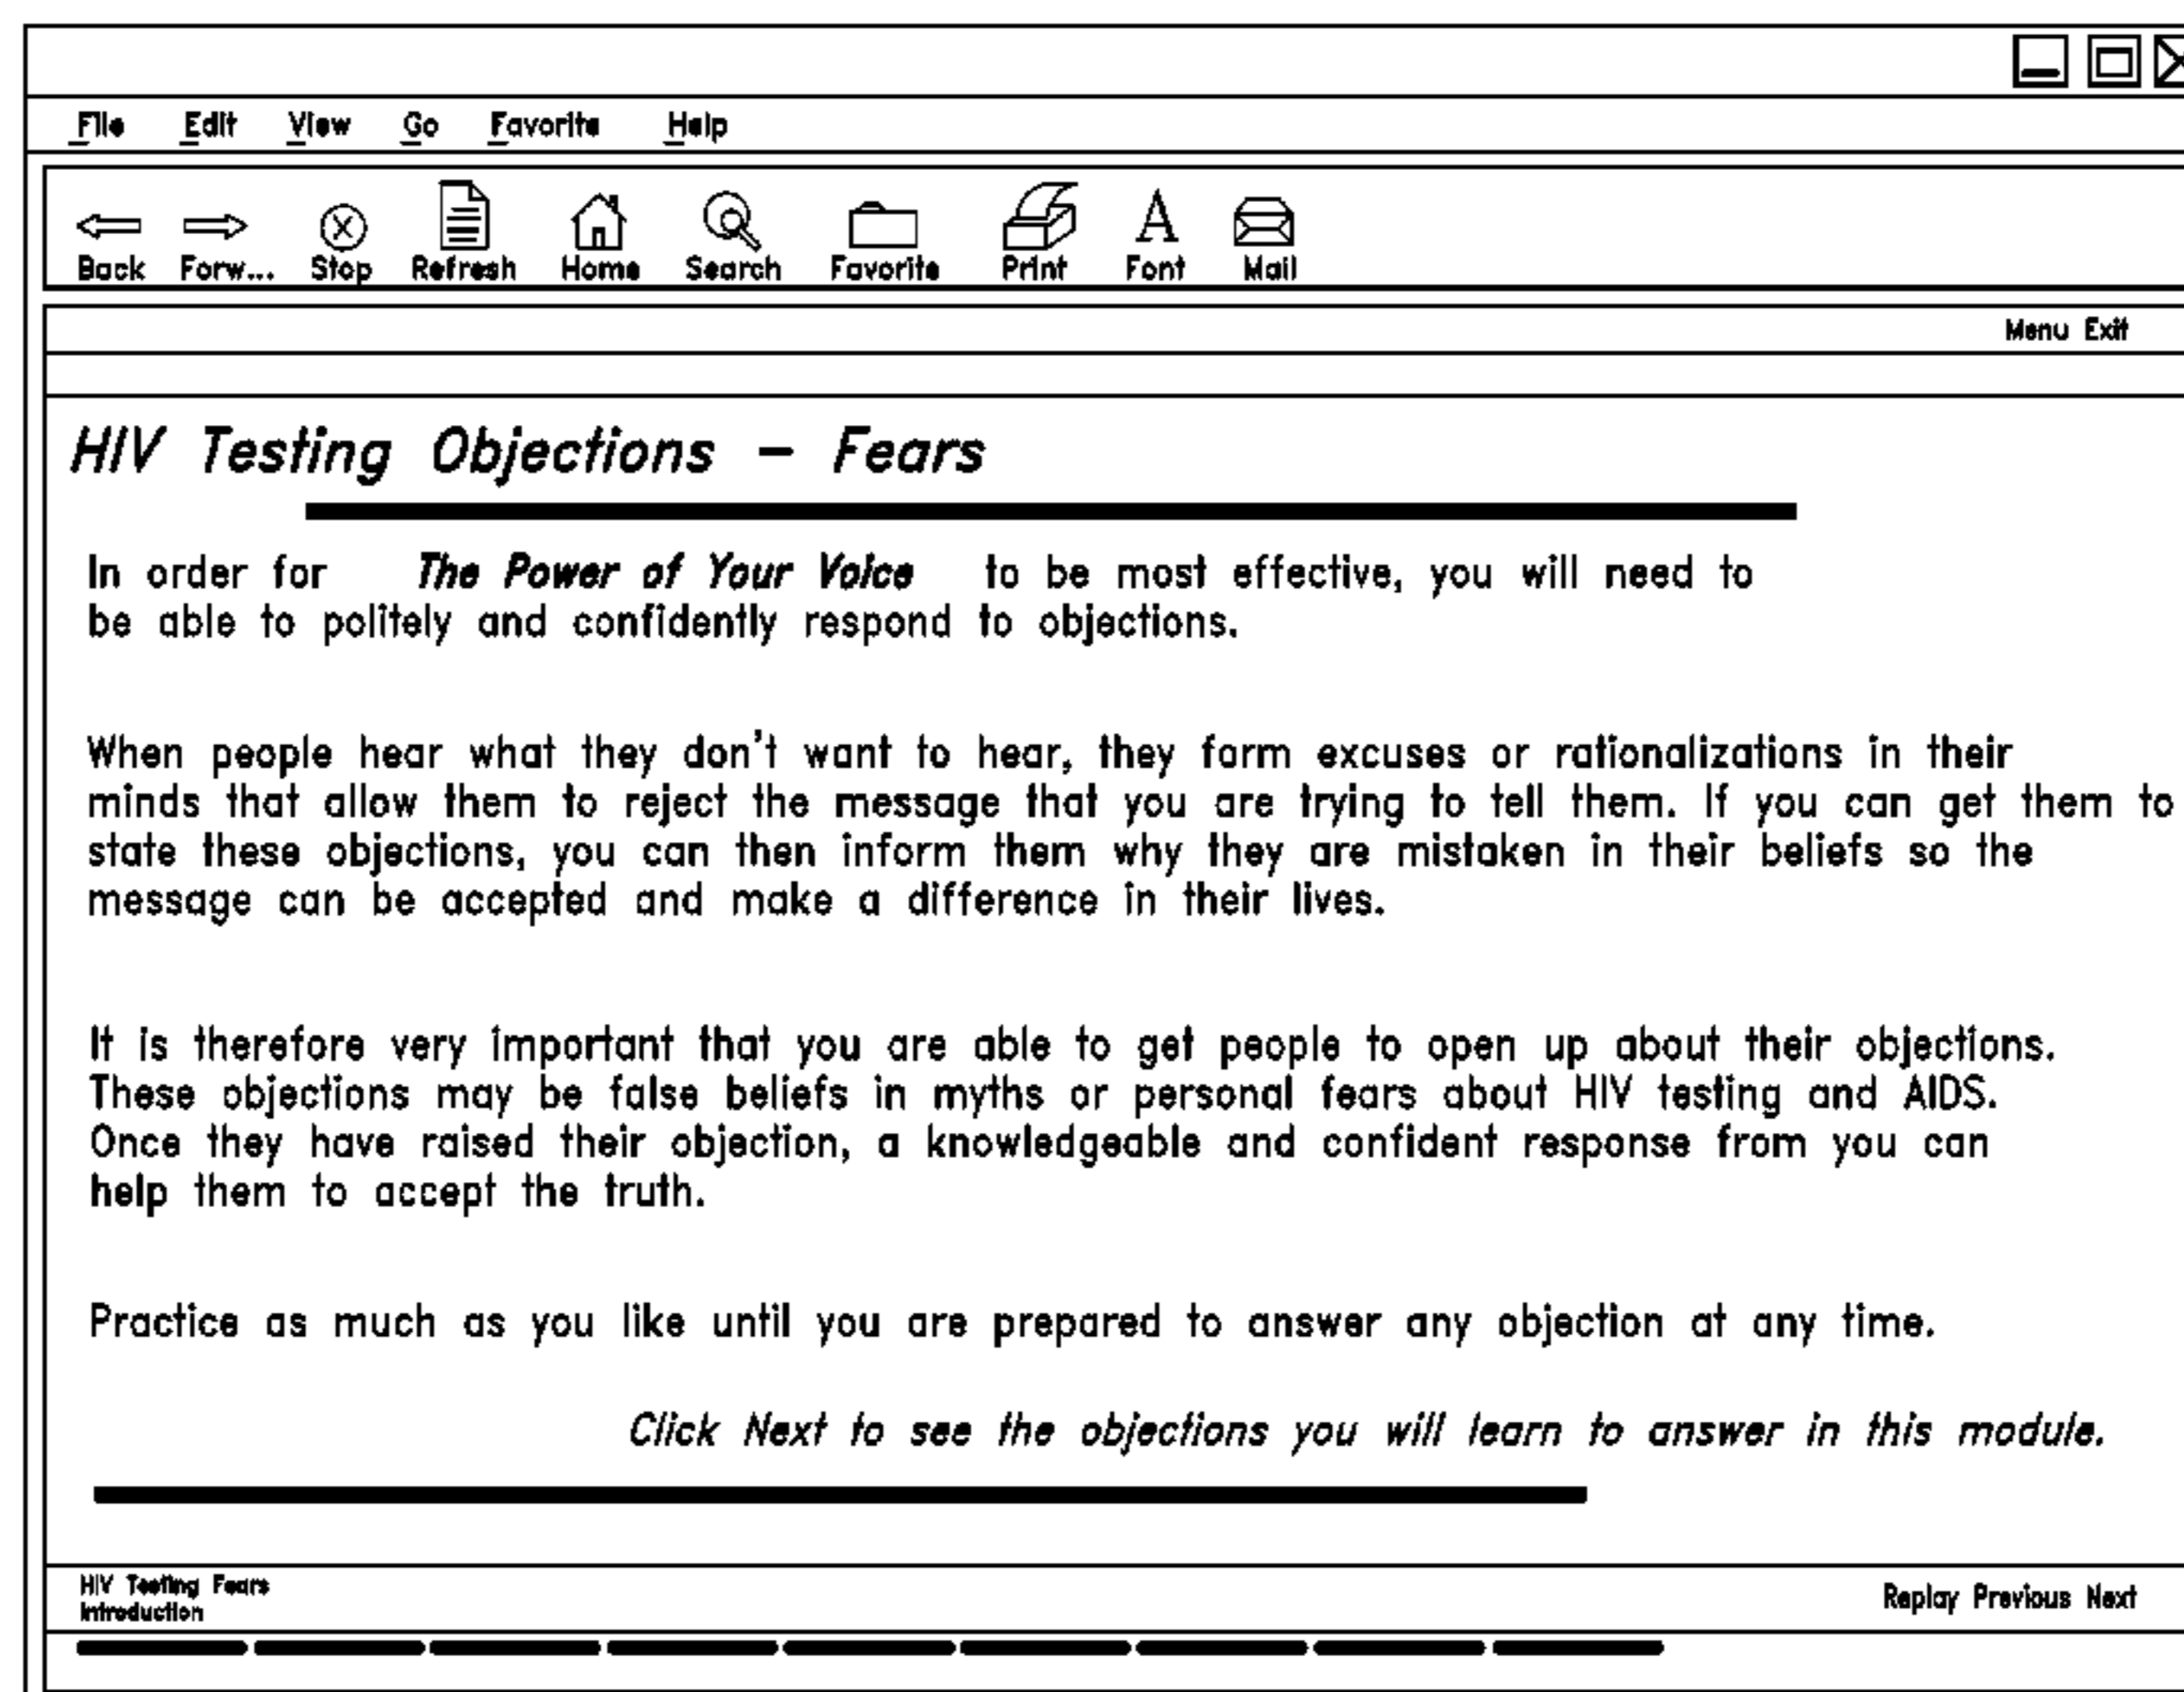 File Edit View Go Favorite Help
Back Forw... Stop Refresh Home Search Favorite Print Font Mail
Menu Exit
HIV Testing Objections – Fears
In order for The Power of Your Voice to be most effective, you will need to
be able to politely and confidently respond to objections.
When people hear what they don't want to hear, they form excuses or rationalizations in their
minds that allow them to reject the message that you are trying to tell them. If you can get them to
state these objections, you can then inform them why they are mistaken in their beliefs so the
message can be accepted and make a difference in their lives.
It is therefore very important that you are able to get people to open up about their objections.
These objections may be false beliefs in myths or personal fears about HIV testing and AIDS.
Once they have raised their objection, a knowledgeable and confident response from you can
help them to accept the truth.
Practice as much as you like until you are prepared to answer any objection at any time.
Click Next to see the objections you will learn to answer in this module.
HIV Testing Fears
Introduction
Replay Previous Next